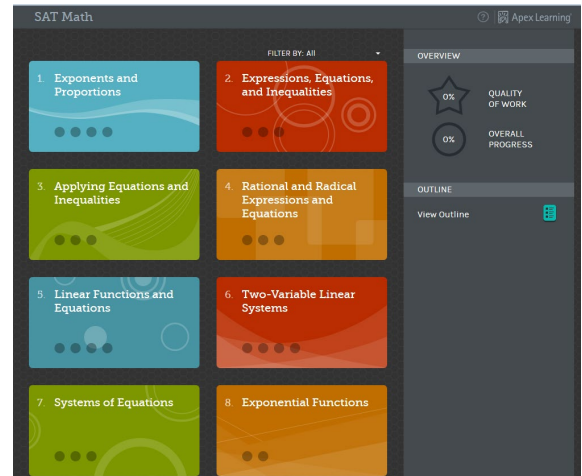 SAT Math
? Apex Learning
FILTER BY: All
OVERVIEW
1. Exponents and
Proportions
2. Expressions, Equations,
and Inequalities
0% QUALITY
OF WORK
0% OVERALL
PROGRESS
3. Applying Equations and
Inequalities
4. Rational and Radical
Expressions and
Equations
OUTLINE
View Outline
5. Linear Functions and
Equations
6. Two-Variable Linear
Systems
7. Systems of Equations
8. Exponential Functions